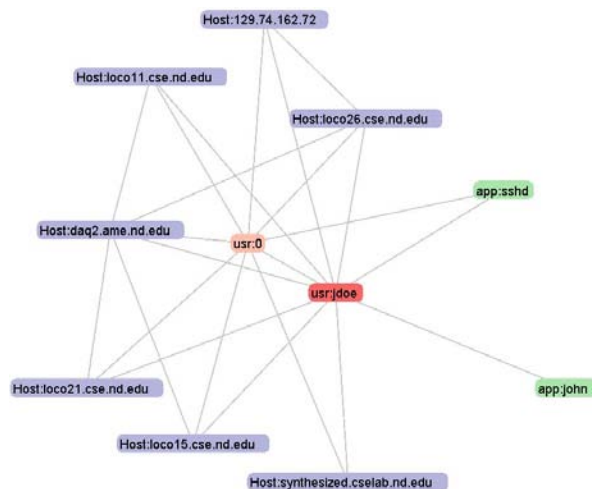 Host:129.74.162.72
Host:loco11.cse.nd.edu
Host:loco26.cse.nd.edu
app:sshd
Host:daq2.ame.nd.edu
usr:0
usr:jdoe
Host:loco21.cse.nd.edu
app:john
Host:loco15.cse.nd.edu
Host:synthesized.cselab.nd.edu